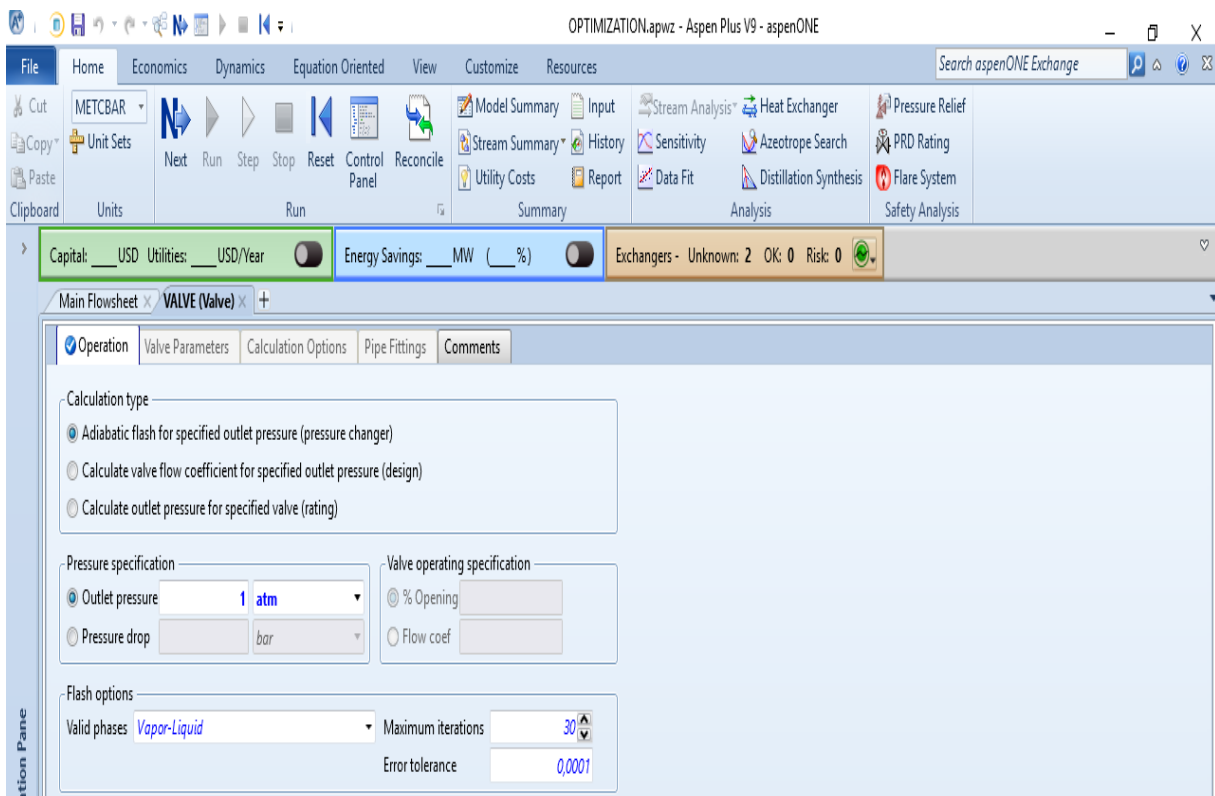 OPTIMIZATION.apwz - Aspen Plus V9 - aspenONE
File Home Economics Dynamics Equation Oriented View Customize Resources Search aspenONE Exchange
Cut METCBAR Model Summary Input Stream Analysis Heat Exchanger Pressure Relief
Copy Unit Sets Next Run Step Stop Reset Control Panel Reconcile Stream Summary History Sensitivity Azeotrope Search PRD Rating
Paste Utility Costs Report Data Fit Distillation Synthesis Flare System
Clipboard Units Run Summary Analysis Safety Analysis
Capital: ____USD Utilities: ____USD/Year Energy Savings: ____MW (____%) Exchangers - Unknown: 2 OK: 0 Risk: 0
Main Flowsheet VALVE (Valve) +
Operation Valve Parameters Calculation Options Pipe Fittings Comments
Calculation type
Adiabatic flash for specified outlet pressure (pressure changer)
Calculate valve flow coefficient for specified outlet pressure (design)
Calculate outlet pressure for specified valve (rating)
Pressure specification Valve operating specification
Outlet pressure 1 atm % Opening
Pressure drop bar Flow coef
Flash options
Valid phases Vapor-Liquid Maximum iterations 30
Error tolerance 0,0001